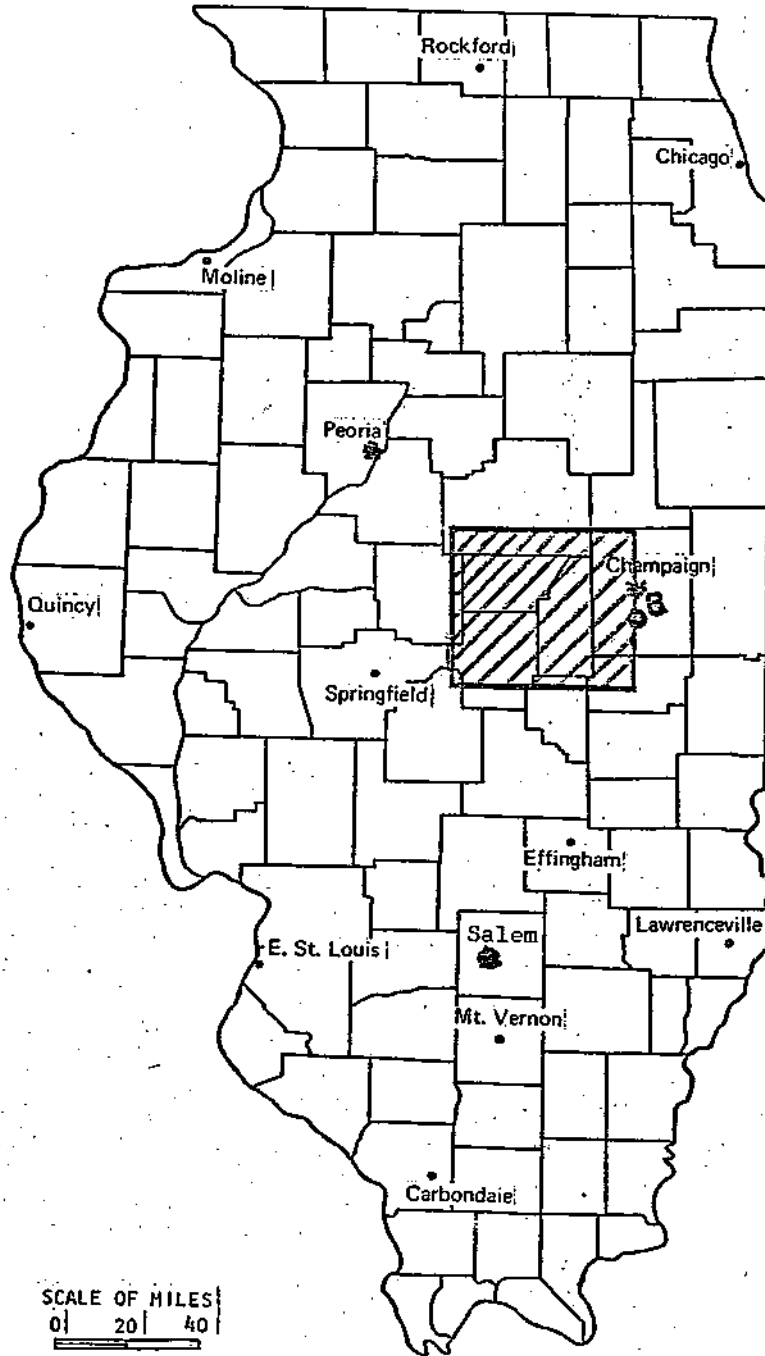 Rockford
Chicago
Moline
Peoria
Champaign
Quincy
Springfield
Effingham
Lawrenceville
Salem
E. St. Louis
Mt. Vernon
Carbondale
SCALE OF MILES
0 20 40